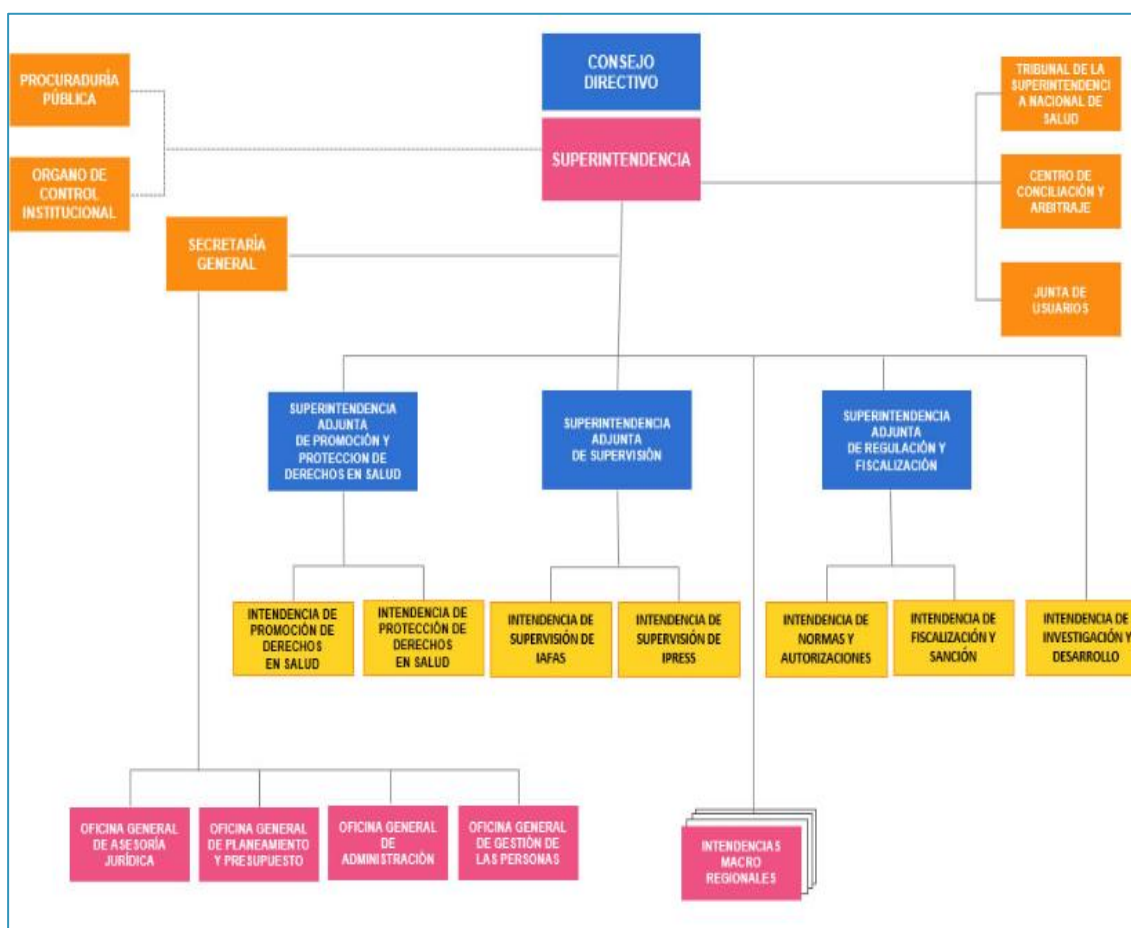 CONSEJO
DIRECTIVO
SUPERINTENDENCIA
PROCURADURÍA
PÚBLICA
ORGANO DE
CONTROL
INSTITUCIONAL
TRIBUNAL DE LA
SUPERINTENDENCI
A NACIONAL DE
SALUD
CENTRO DE
CONCILIACIÓN Y
ARBITRAJE
JUNTA DE
USUARIOS
SECRETARÍA
GENERAL
SUPERINTENDENCIA
ADJUNTA
DE PROMOCIÓN Y
PROTECCION DE
DERECHOS EN SALUD
SUPERINTENDENCIA
ADJUNTA
DE SUPERVISIÓN
SUPERINTENDENCIA
ADJUNTA
DE REGULACIÓN Y
FISCALIZACIÓN
INTENDENCIA DE
PROMOCIÓN DE
DERECHOS
EN SALUD
INTENDENCIA DE
PROTECCIÓN DE
DERECHOS
EN SALUD
INTENDENCIA DE
SUPERVISIÓN DE
IAFAS
INTENDENCIA DE
SUPERVISIÓN DE
IPRESS
INTENDENCIA DE
NORMAS Y
AUTORIZACIONES
INTENDENCIA DE
FISCALIZACIÓN Y
SANCIÓN
INTENDENCIA DE
INVESTIGACIÓN Y
DESARROLLO
OFICINA GENERAL
DE ASESORÍA
JURÍDICA
OFICINA GENERAL
DE PLANEAMIENTO
Y PRESUPUESTO
OFICINA GENERAL
DE
ADMINISTRACIÓN
OFICINA GENERAL
DE GESTIÓN DE
LAS PERSONAS
INTENDENCIAS
MACRO
REGIONALES